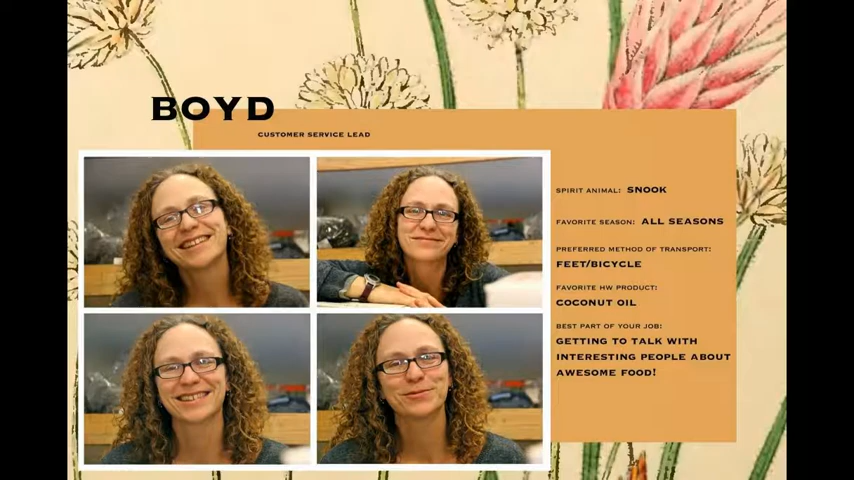 BOYD
CUSTOMER SERVICE LEAD
SPIRIT ANIMAL: SNOOK
FAVORITE SEASON: ALL SEASONS
PREFERRED METHOD OF TRANSPORT:
FEET/BICYCLE
FAVORITE HW PRODUCT:
COCONUT OIL
BEST PART OF YOUR JOB:
GETTING TO TALK WITH
INTERESTING PEOPLE ABOUT
AWESOME FOOD!